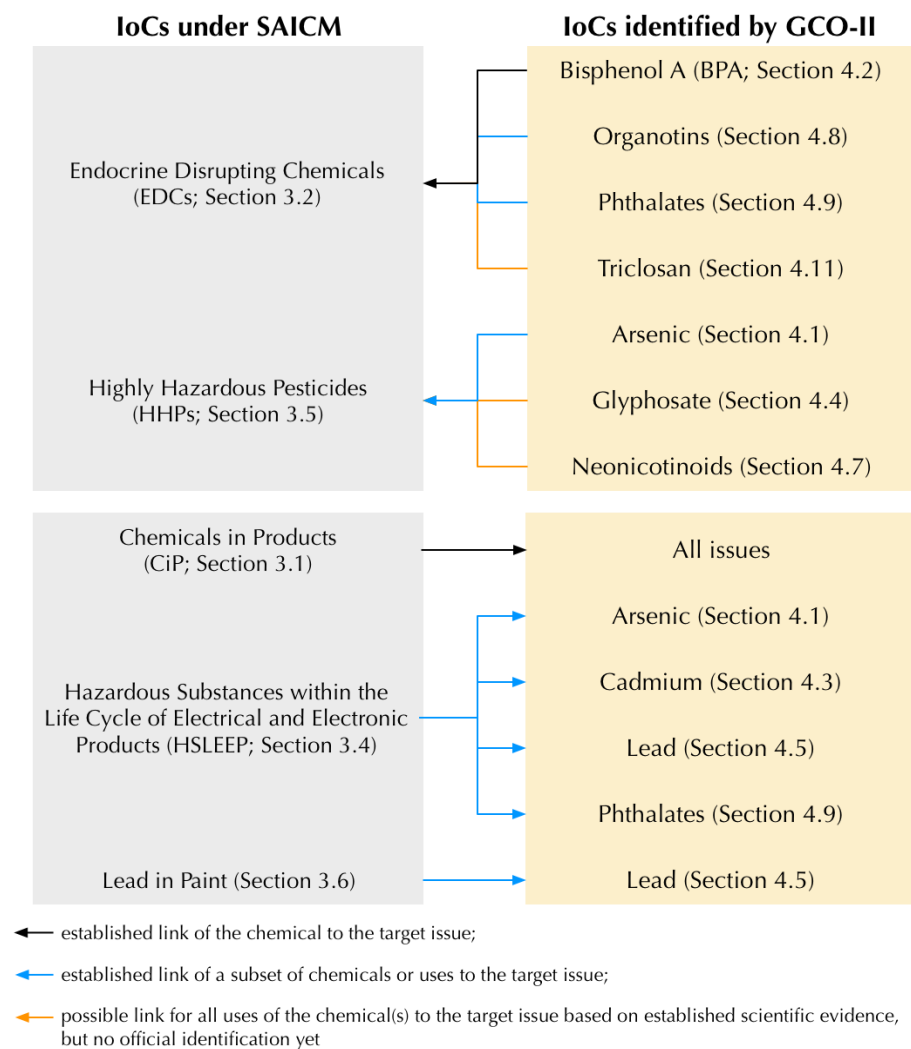 IoCs under SAICM
IoCs identified by GCO-II
Endocrine Disrupting Chemicals
(EDCs; Section 3.2)
Bisphenol A (BPA; Section 4.2)
Organotins (Section 4.8)
Phthalates (Section 4.9)
Triclosan (Section 4.11)
Highly Hazardous Pesticides
(HHPs; Section 3.5)
Arsenic (Section 4.1)
Glyphosate (Section 4.4)
Neonicotinoids (Section 4.7)
Chemicals in Products
(CiP; Section 3.1)
All issues
Hazardous Substances within the
Life Cycle of Electrical and Electronic
Products (HSLEEP; Section 3.4)
Arsenic (Section 4.1)
Cadmium (Section 4.3)
Lead (Section 4.5)
Phthalates (Section 4.9)
Lead in Paint (Section 3.6)
Lead (Section 4.5)
established link of the chemical to the target issue;
established link of a subset of chemicals or uses to the target issue;
possible link for all uses of the chemical(s) to the target issue based on established scientific evidence,
but no official identification yet